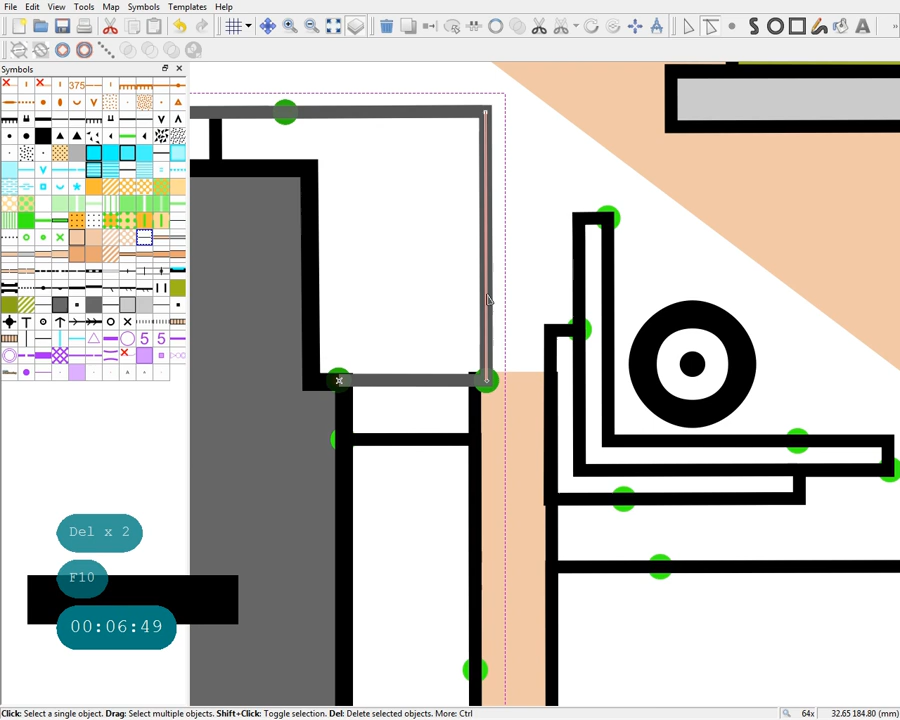 File Edit View Tools Map Symbols Templates Help
Symbols
375
5 5
Del x 2
F10
00:06:49
Click: Select a single object. Drag: Select multiple objects. Shift+Click: Toggle selection. Del: Delete selected objects. More: Ctrl
64x 32.65 184.80 (mm)